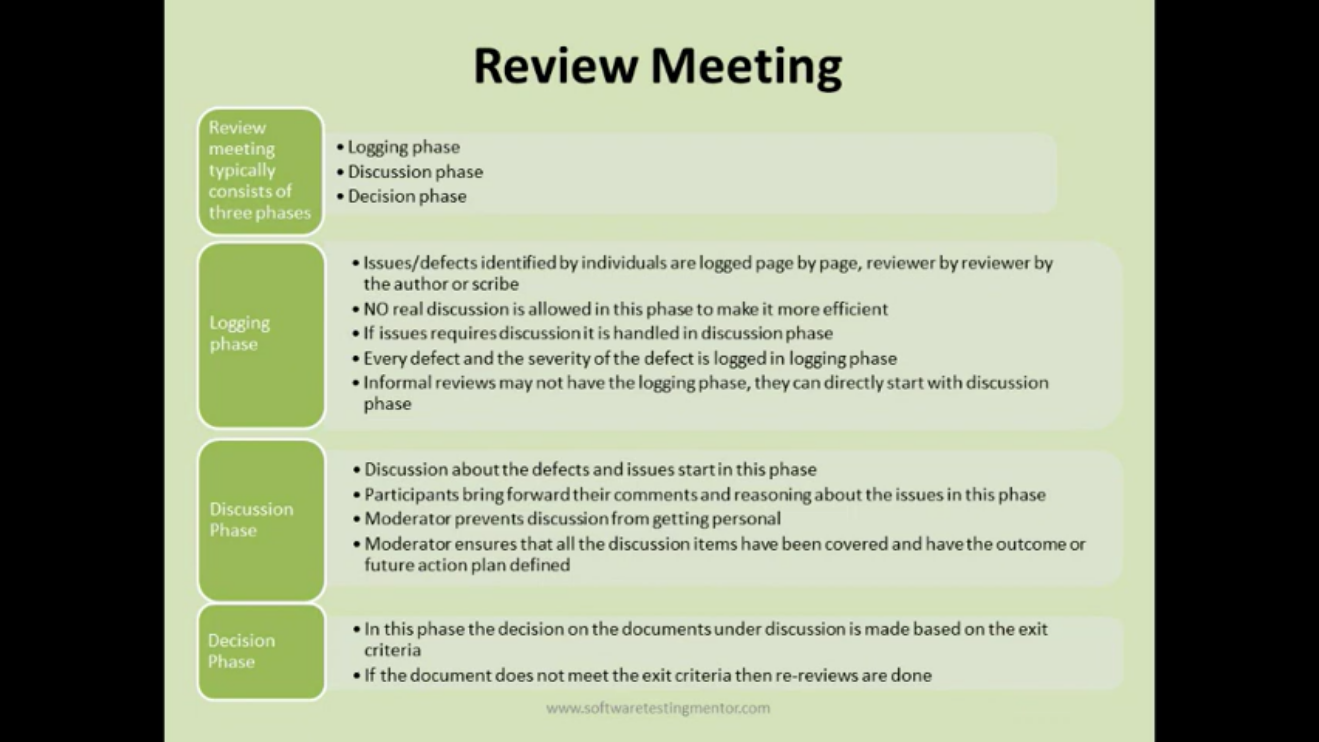 Review Meeting
Review
meeting
typically
consists of
three phases
• Logging phase
• Discussion phase
• Decision phase
Logging
phase
• Issues/defects identified by individuals are logged page by page, reviewer by reviewer by
the author or scribe
• NO real discussion is allowed in this phase to make it more efficient
• If issues requires discussion it is handled in discussion phase
• Every defect and the severity of the defect is logged in logging phase
• Informal reviews may not have the logging phase, they can directly start with discussion
phase
Discussion
Phase
• Discussion about the defects and issues start in this phase
• Participants bring forward their comments and reasoning about the issues in this phase
• Moderator prevents discussion from getting personal
• Moderator ensures that all the discussion items have been covered and have the outcome or
future action plan defined
Decision
Phase
• In this phase the decision on the documents under discussion is made based on the exit
criteria
• If the document does not meet the exit criteria then re-reviews are done
www.softwaretestingmentor.com